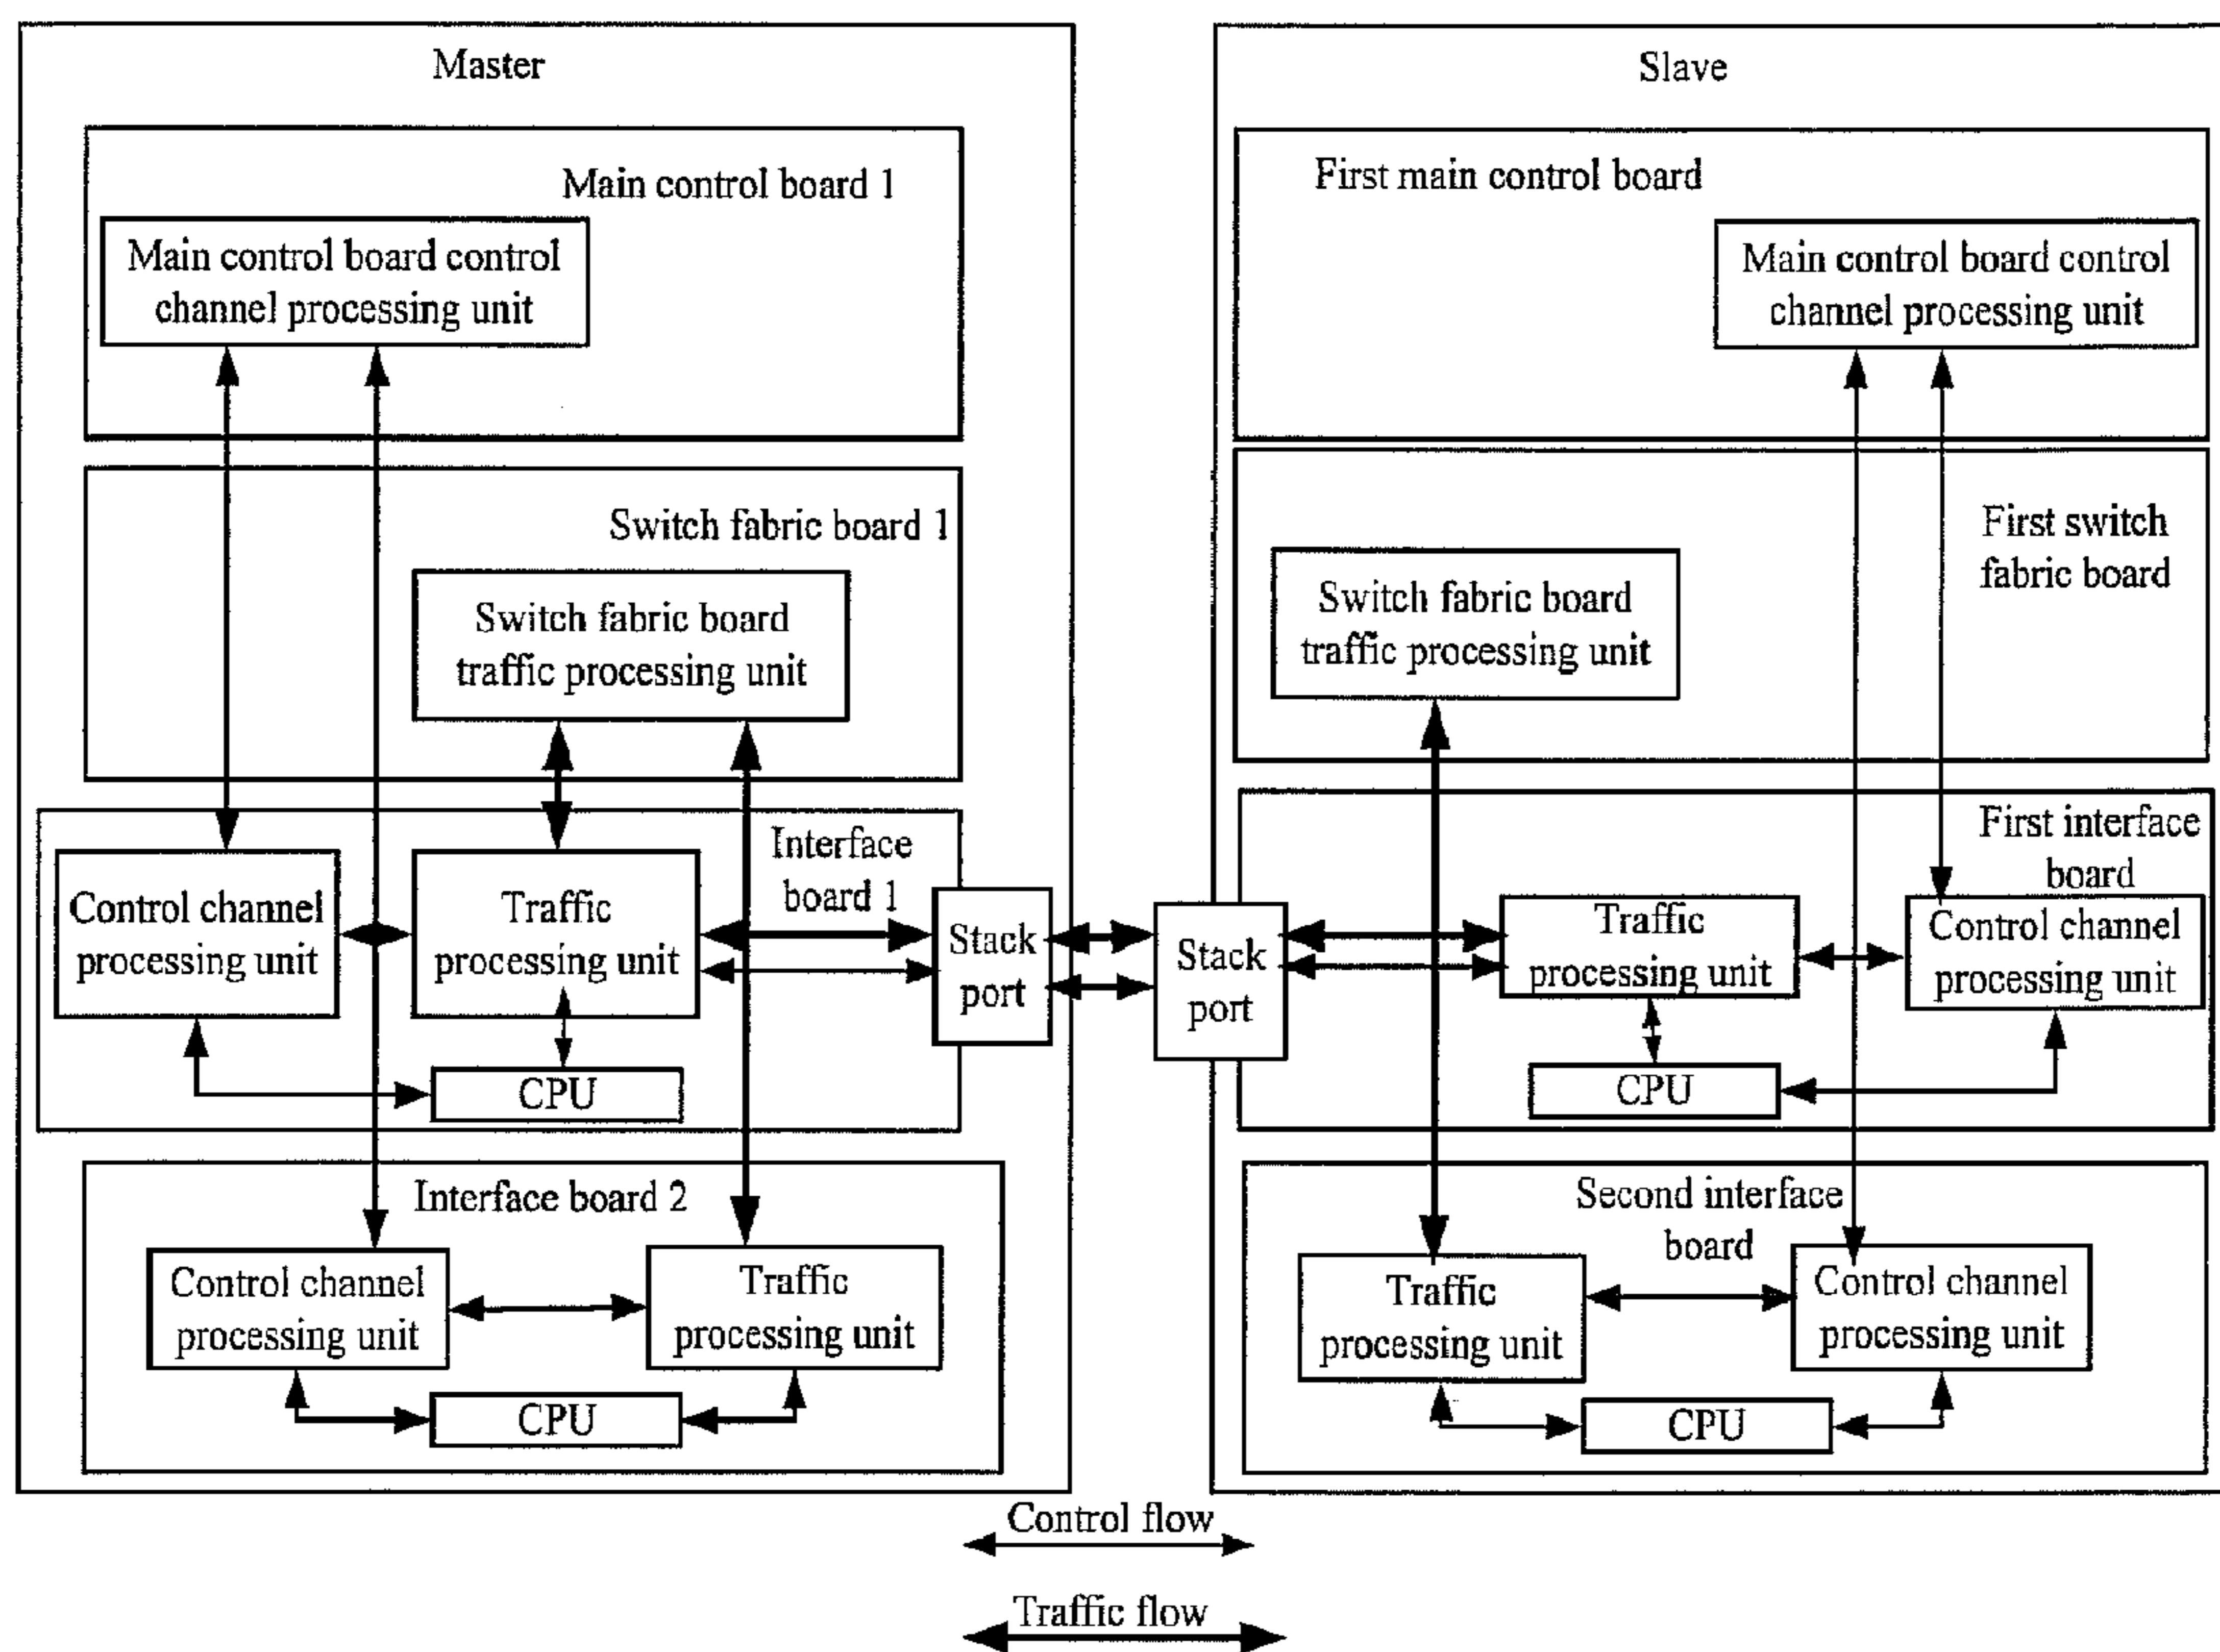 Master
Main control board 1
Main control board control
channel processing unit
Switch fabric board 1
Switch fabric board
traffic processing unit
Interface
board 1
Control channel
processing unit
Traffic
processing unit
Stack
port
CPU
Interface board 2
Control channel
processing unit
Traffic
processing unit
CPU
Slave
First main control board
Main control board control
channel processing unit
First switch
fabric board
Switch fabric board
traffic processing unit
First interface
board
Stack
port
Traffic
processing unit
Control channel
processing unit
CPU
Second interface
board
Traffic
processing unit
Control channel
processing unit
CPU
Control flow
Traffic flow